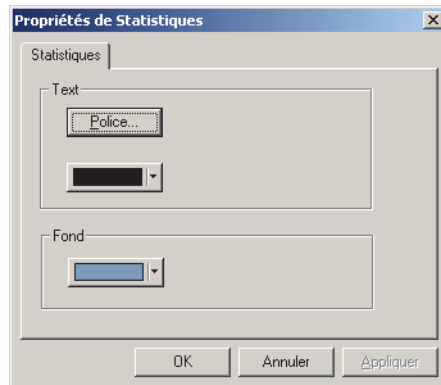 Propriétés de Statistiques
Statistiques
Text
Police...
Fond
OK
Annuler
Appliquer